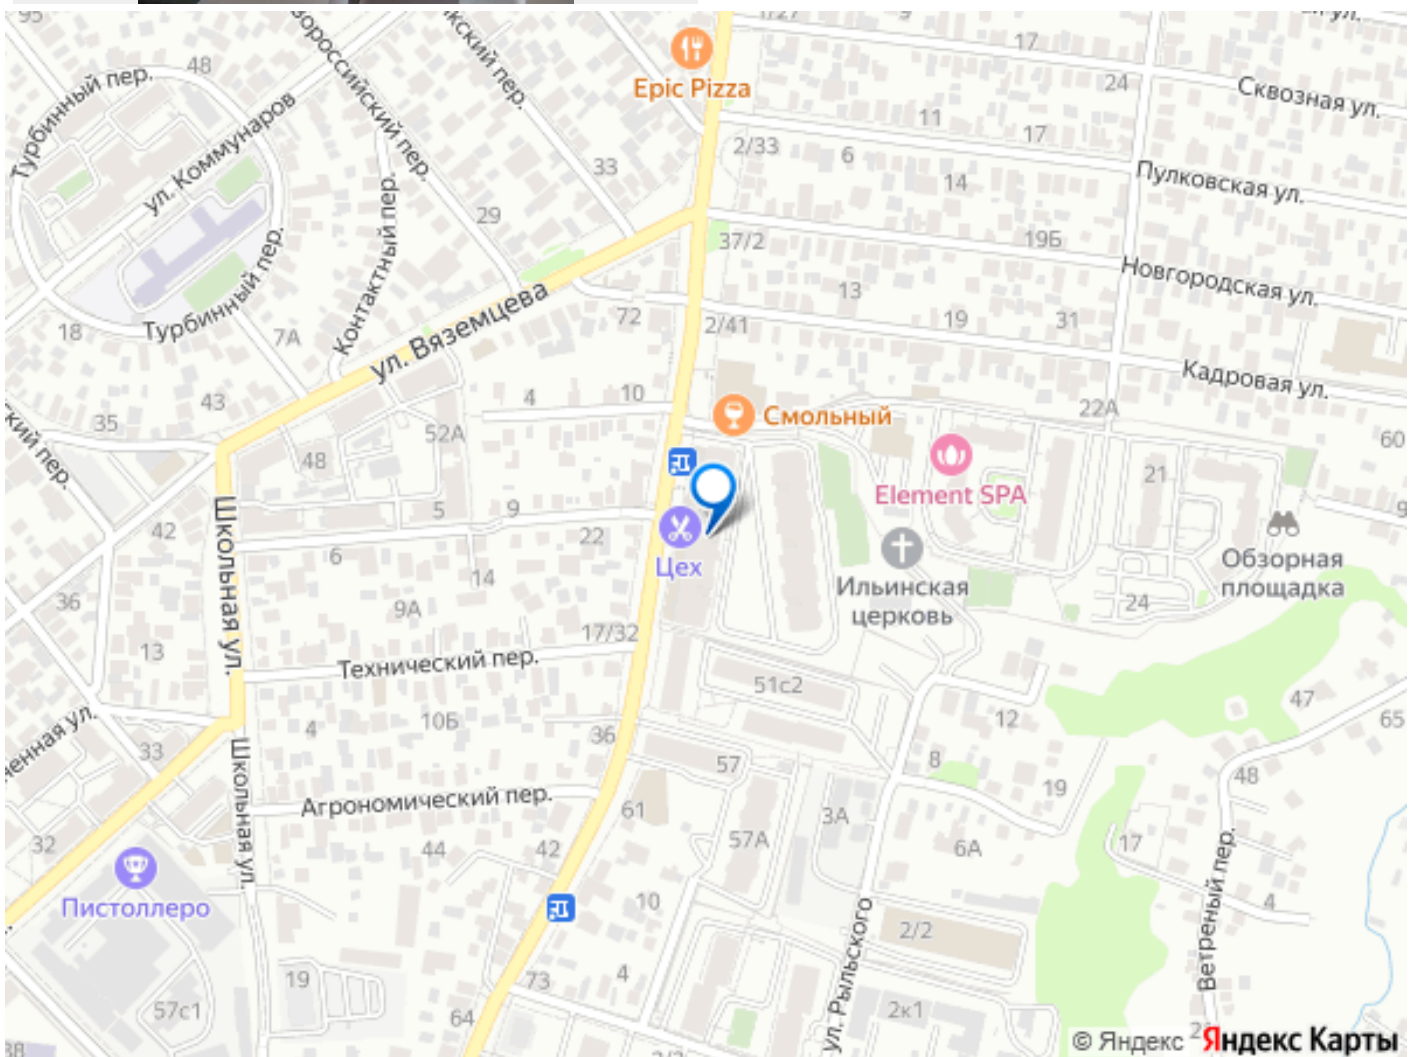 95
Турбинный пер.
48
ул. Коммунаров
Epic Pizza
17
24
Сквозная ул.
11
17
2/33
6
14
Пулковская ул.
33
29
Контактный пер.
37/2
19Б
Новгородская ул.
13
18
Турбинный пер.
7А
ул. Вяземцева
72
2/41
19
31
Кадровая ул.
4
10
22А
43
35
52А
Смольный
60
48
Element SPA
21
Школьная ул.
42
5
9
22
6
14
Цех
Обзорная
площадка
Ильинская
церковь
36
9А
24
13
17/32
Технический пер.
51с2
47
65
4
10Б
36
12
33
57
8
48
Школьная ул.
Агрономический пер.
61
19
3А
32
44
42
57А
6А
17
Ветреный пер.
Пистоллеро
10
4
ул. Рыльского
2/2
19
73
4
57с1
64
2к1
38
© Яндекс
Яндекс Карты